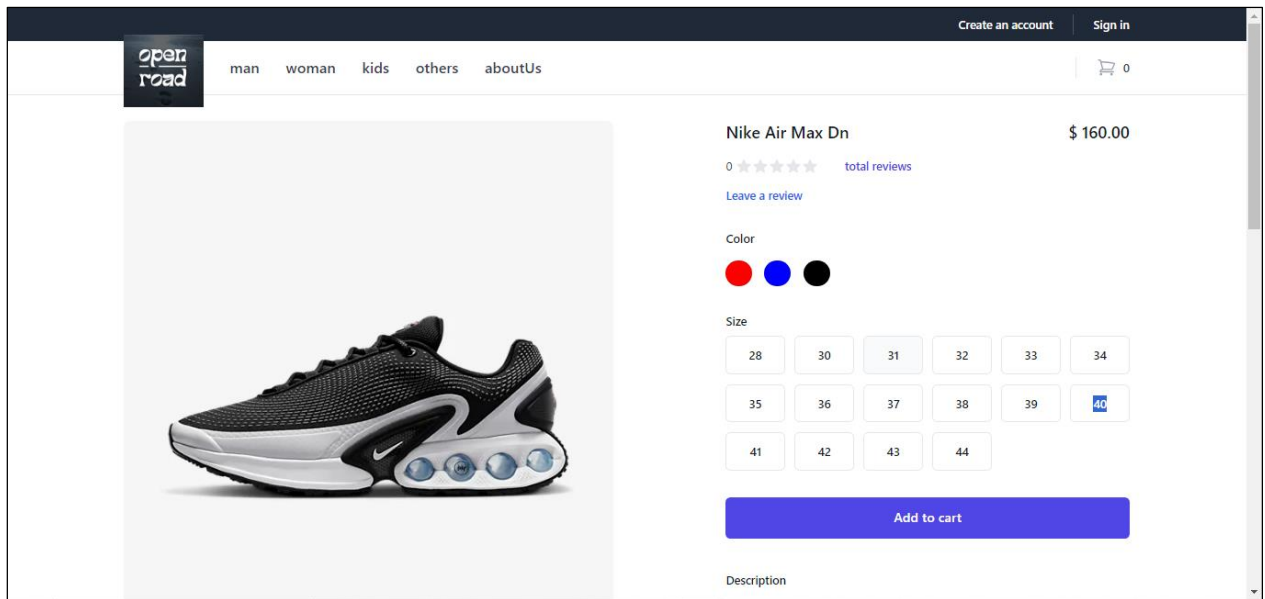 Create an account Sign in
open
road
man woman kids others aboutUs 0
Nike Air Max Dn $ 160.00
0 total reviews
Leave a review
Color
Size
28 30 31 32 33 34
35 36 37 38 39 40
41 42 43 44
Add to cart
Description